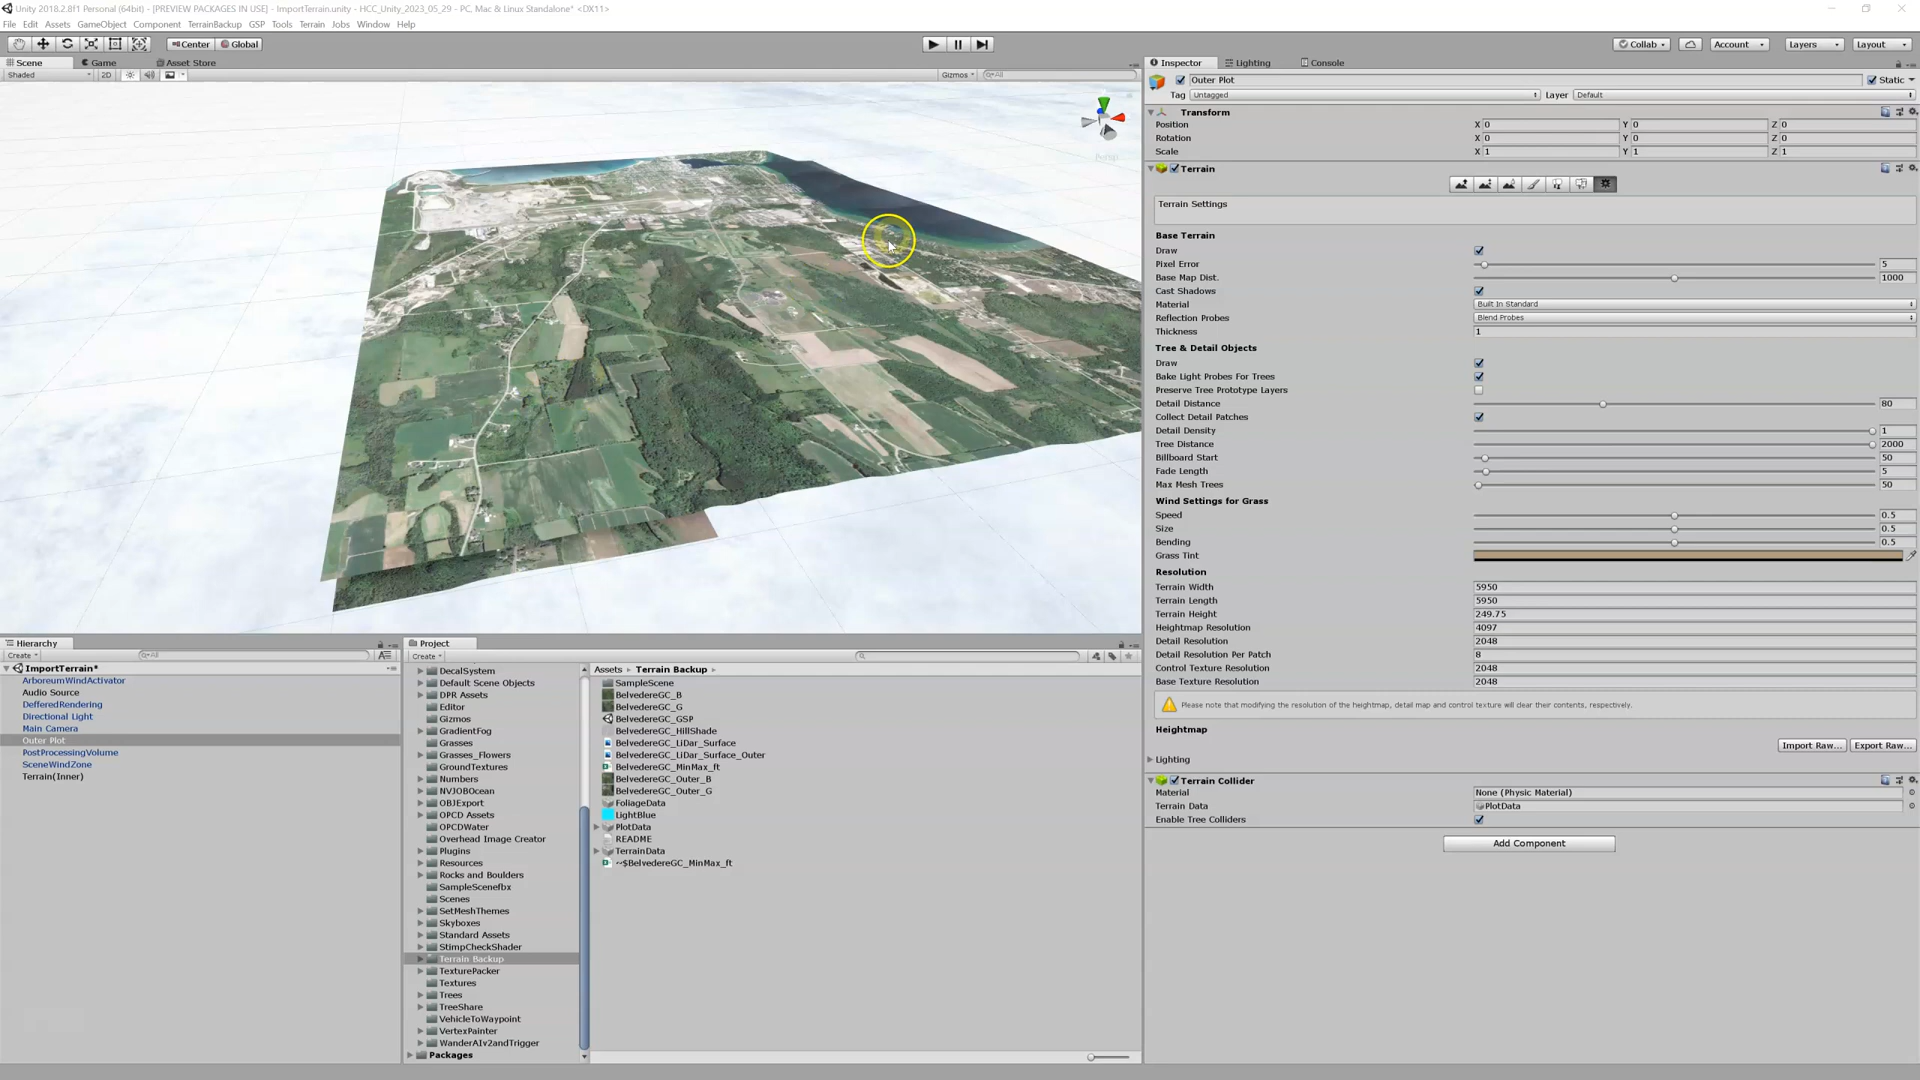 Unity 2018.2.8f1 Personal (64bit) - [PREVIEW PACKAGES IN USE] - ImportTerrain.unity - HCC_Unity_2023_05_29 - PC, Mac & Linux Standalone* <DX11>
File Edit Assets GameObject Component TerrainBackup GSP Tools Terrain Jobs Window Help
Center Global Collab Account Layers Layout
Scene Game Asset Store
Shaded 2D Gizmos All
Persp
Inspector Lighting Console
Outer Plot Static
Tag Untagged Layer Default
Transform
Position X 0 Y 0 Z 0
Rotation X 0 Y 0 Z 0
Scale X 1 Y 1 Z 1
Terrain
Terrain Settings
Base Terrain
Draw
Pixel Error 5
Base Map Dist. 1000
Cast Shadows
Material Built In Standard
Reflection Probes Blend Probes
Thickness 1
Tree & Detail Objects
Draw
Bake Light Probes For Trees
Preserve Tree Prototype Layers
Detail Distance 80
Collect Detail Patches
Detail Density 1
Tree Distance 2000
Billboard Start 50
Fade Length 5
Max Mesh Trees 50
Wind Settings for Grass
Speed 0.5
Size 0.5
Bending 0.5
Grass Tint
Resolution
Terrain Width 5950
Terrain Length 5950
Terrain Height 249.75
Heightmap Resolution 4097
Detail Resolution 2048
Detail Resolution Per Patch 8
Control Texture Resolution 2048
Base Texture Resolution 2048
Please note that modifying the resolution of the heightmap, detail map and control texture will clear their contents, respectively.
Heightmap
Import Raw... Export Raw...
Lighting
Terrain Collider
Material None (Physic Material)
Terrain Data PlotData
Enable Tree Colliders
Add Component
Hierarchy
Create All
ImportTerrain*
ArboreumWindActivator
Audio Source
DefferedRendering
Directional Light
Main Camera
Outer Plot
PostProcessingVolume
SceneWindZone
Terrain(Inner)
Project
Create
DecalSystem
Default Scene Objects
DPR Assets
Editor
Gizmos
GradientFog
Grasses
Grasses_Flowers
GroundTextures
Numbers
NVJOBOcean
OBJExport
OPCD Assets
OPCDWater
Overhead Image Creator
Plugins
Resources
Rocks and Boulders
SampleScenefbx
Scenes
SetMeshThemes
Skyboxes
Standard Assets
StimpCheckShader
Terrain Backup
TexturePacker
Textures
Trees
TreeShare
VehicleToWaypoint
VertexPainter
WanderAIv2andTrigger
Packages
Assets Terrain Backup
SampleScene
BelvedereGC_B
BelvedereGC_G
BelvedereGC_GSP
BelvedereGC_HillShade
BelvedereGC_LiDar_Surface
BelvedereGC_LiDar_Surface_Outer
BelvedereGC_MinMax_ft
BelvedereGC_Outer_B
BelvedereGC_Outer_G
FoliageData
LightBlue
PlotData
README
TerrainData
~$BelvedereGC_MinMax_ft